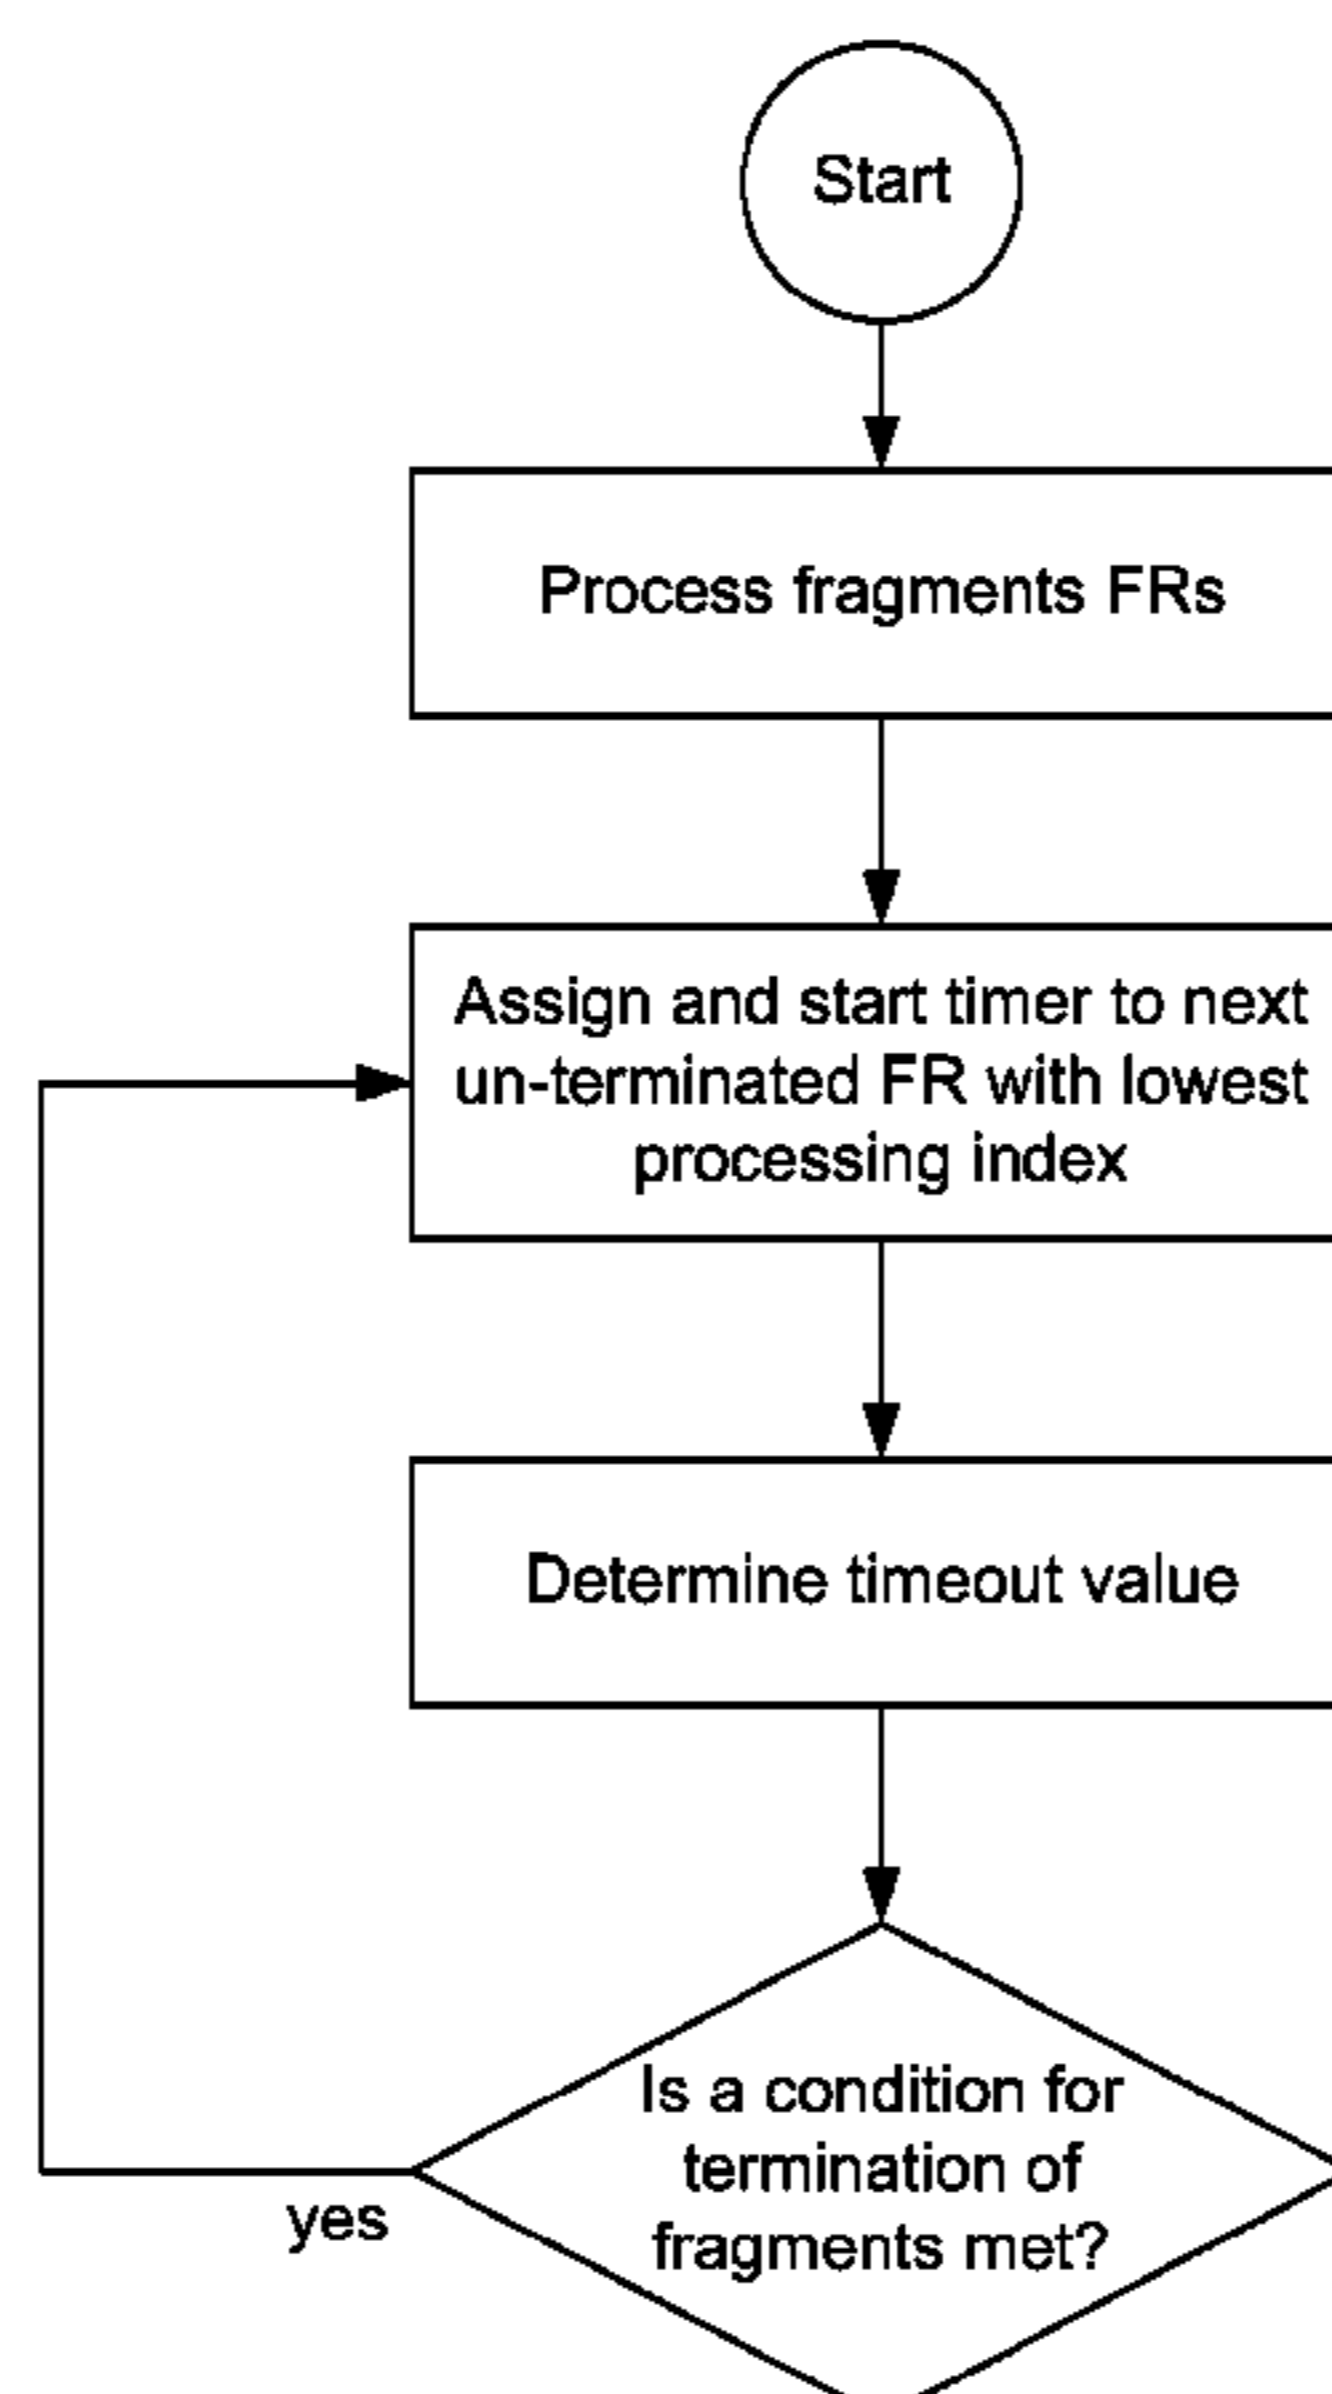 Start
Process fragments FRs
Assign and start timer to next
un-terminated FR with lowest
processing index
Determine timeout value
Is a condition for
termination of
fragments met?
yes